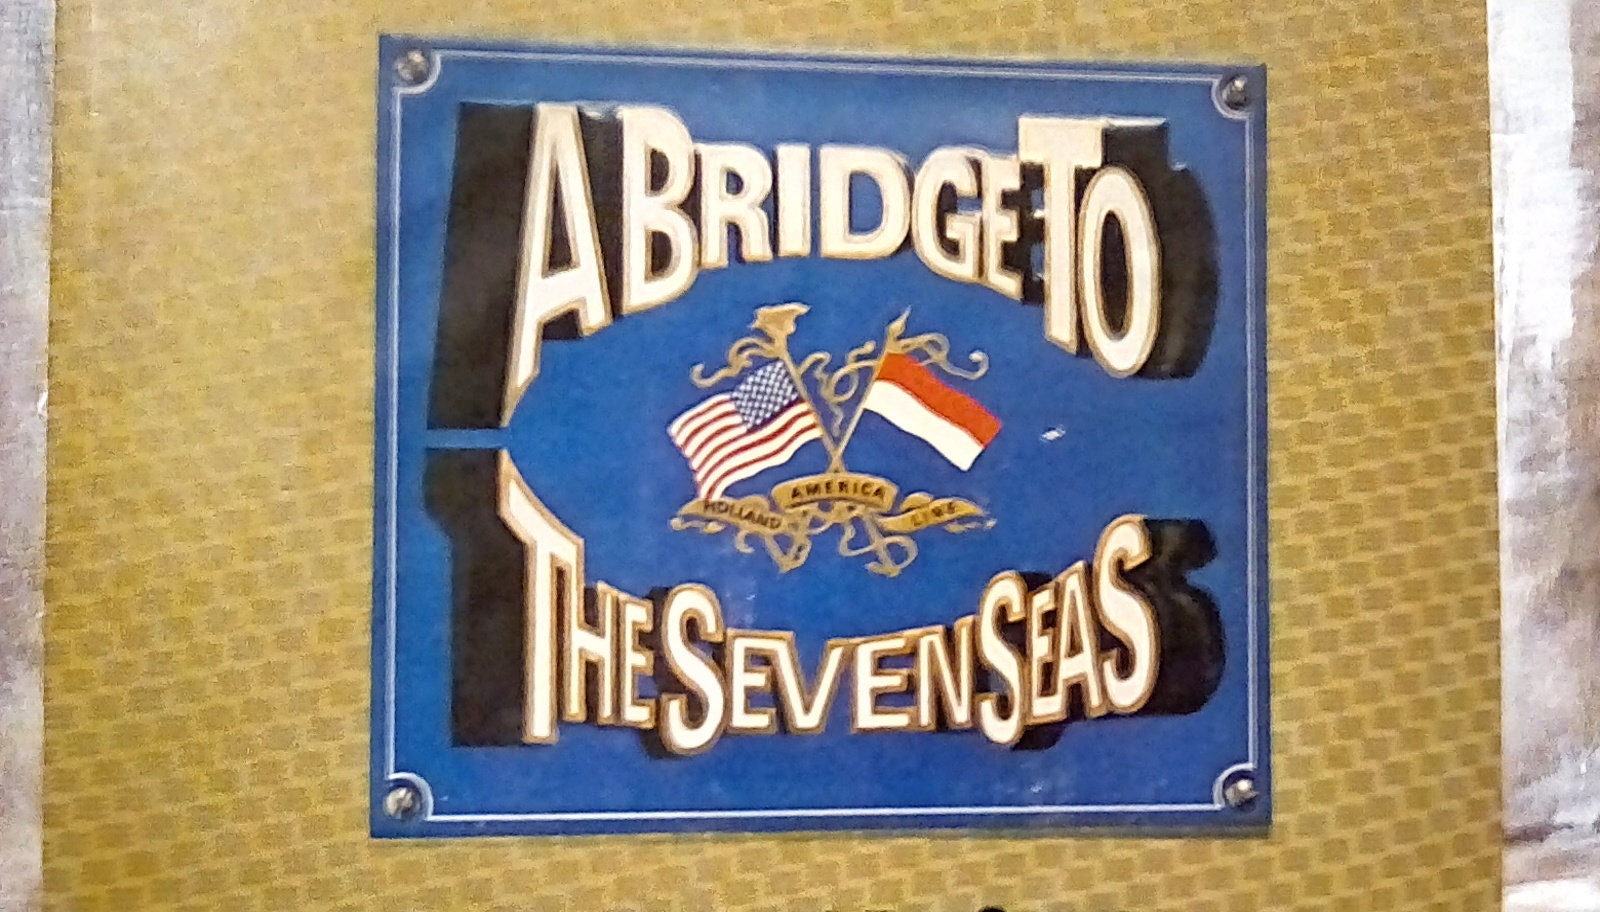 A BRIDGE TO
AMERICA
HOLLAND LINE
THE SEVEN SEAS